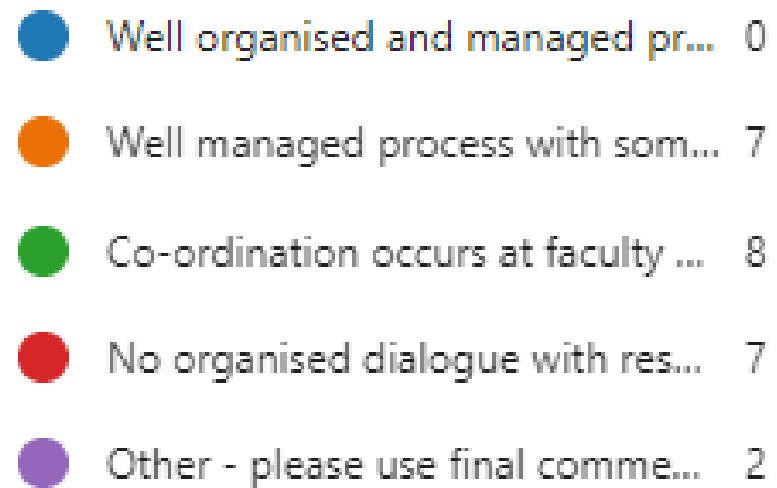 Well organised and managed pr... 0
Well managed process with som... 7
Co-ordination occurs at faculty ... 8
No organised dialogue with res... 7
Other - please use final comme... 2